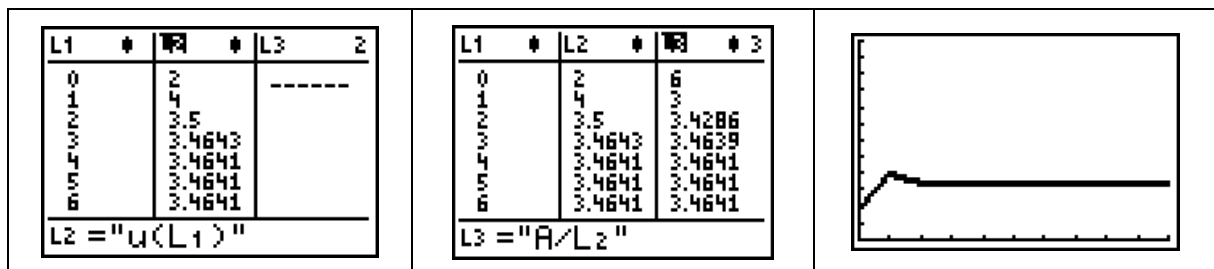 L1 ♦ L2 ♦ L3 2
0 2 ------
1 4
2 3.5
3 3.4643
4 3.4641
5 3.4641
6 3.4641
L2 ="u(L1)"
L1 ♦ L2 ♦ L3 ♦ 3
0 2 6
1 4 3
2 3.5 3.4286
3 3.4643 3.4639
4 3.4641 3.4641
5 3.4641 3.4641
6 3.4641 3.4641
L3 ="A/L2"